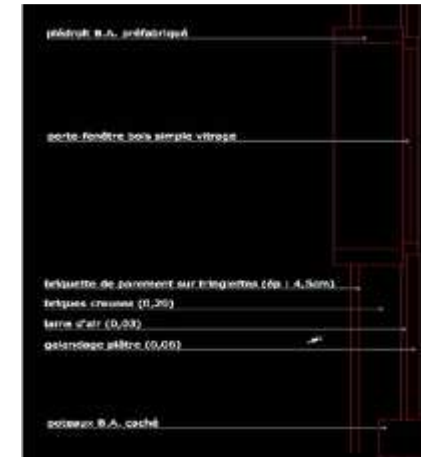 piédroit B.A. préfabriqué
porte-fenêtre bois simple vitrage
briquette de parement sur tringlettes (ép : 4,5cm)
briques creuses (0,20)
lame d'air (0,03)
galandage plâtre (0,05)
poteaux B.A. caché